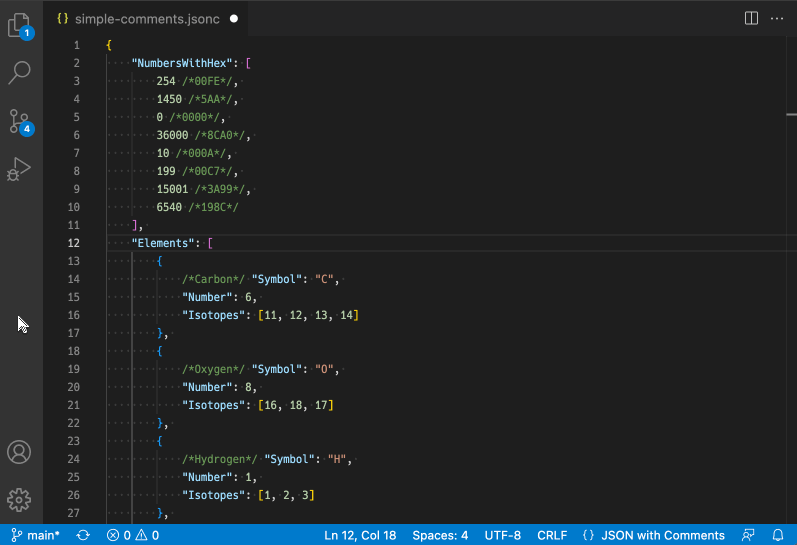 1
4
{} simple-comments.jsonc
1 {
2 "NumbersWithHex": [
3 254 /*00FE*/,
4 1450 /*5AA*/,
5 0 /*0000*/,
6 36000 /*8CA0*/,
7 10 /*000A*/,
8 199 /*00C7*/,
9 15001 /*3A99*/,
10 6540 /*198C*/
11 ],
12 "Elements": [
13 {
14 /*Carbon*/ "Symbol": "C",
15 "Number": 6,
16 "Isotopes": [11, 12, 13, 14]
17 },
18 {
19 /*Oxygen*/ "Symbol": "O",
20 "Number": 8,
21 "Isotopes": [16, 18, 17]
22 },
23 {
24 /*Hydrogen*/ "Symbol": "H",
25 "Number": 1,
26 "Isotopes": [1, 2, 3]
27 },
main* 0 0 Ln 12, Col 18 Spaces: 4 UTF-8 CRLF {} JSON with Comments